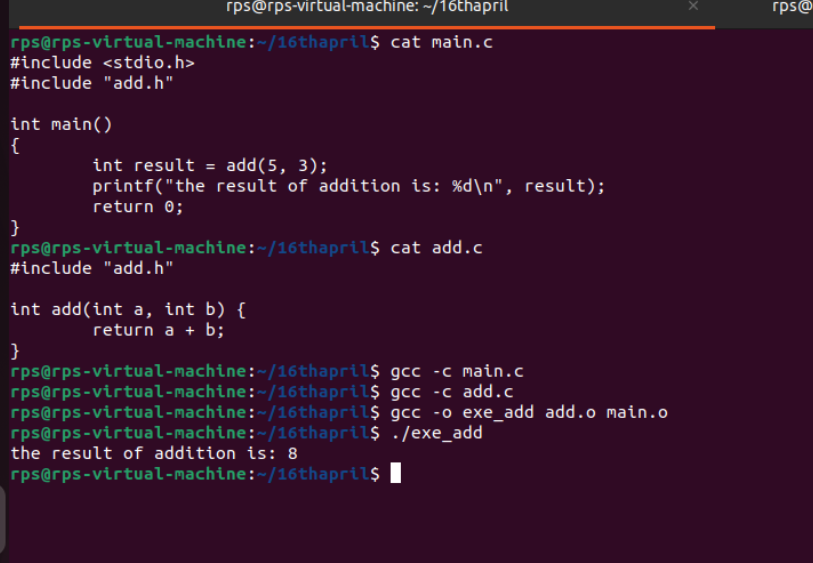 rps@rps-virtual-machine: ~/16thapril × rps@
rps@rps-virtual-machine:~/16thapril$ cat main.c
#include <stdio.h>
#include "add.h"

int main()
{
        int result = add(5, 3);
        printf("the result of addition is: %d\n", result);
        return 0;
}
rps@rps-virtual-machine:~/16thapril$ cat add.c
#include "add.h"

int add(int a, int b) {
        return a + b;
}
rps@rps-virtual-machine:~/16thapril$ gcc -c main.c
rps@rps-virtual-machine:~/16thapril$ gcc -c add.c
rps@rps-virtual-machine:~/16thapril$ gcc -o exe_add add.o main.o
rps@rps-virtual-machine:~/16thapril$ ./exe_add
the result of addition is: 8
rps@rps-virtual-machine:~/16thapril$